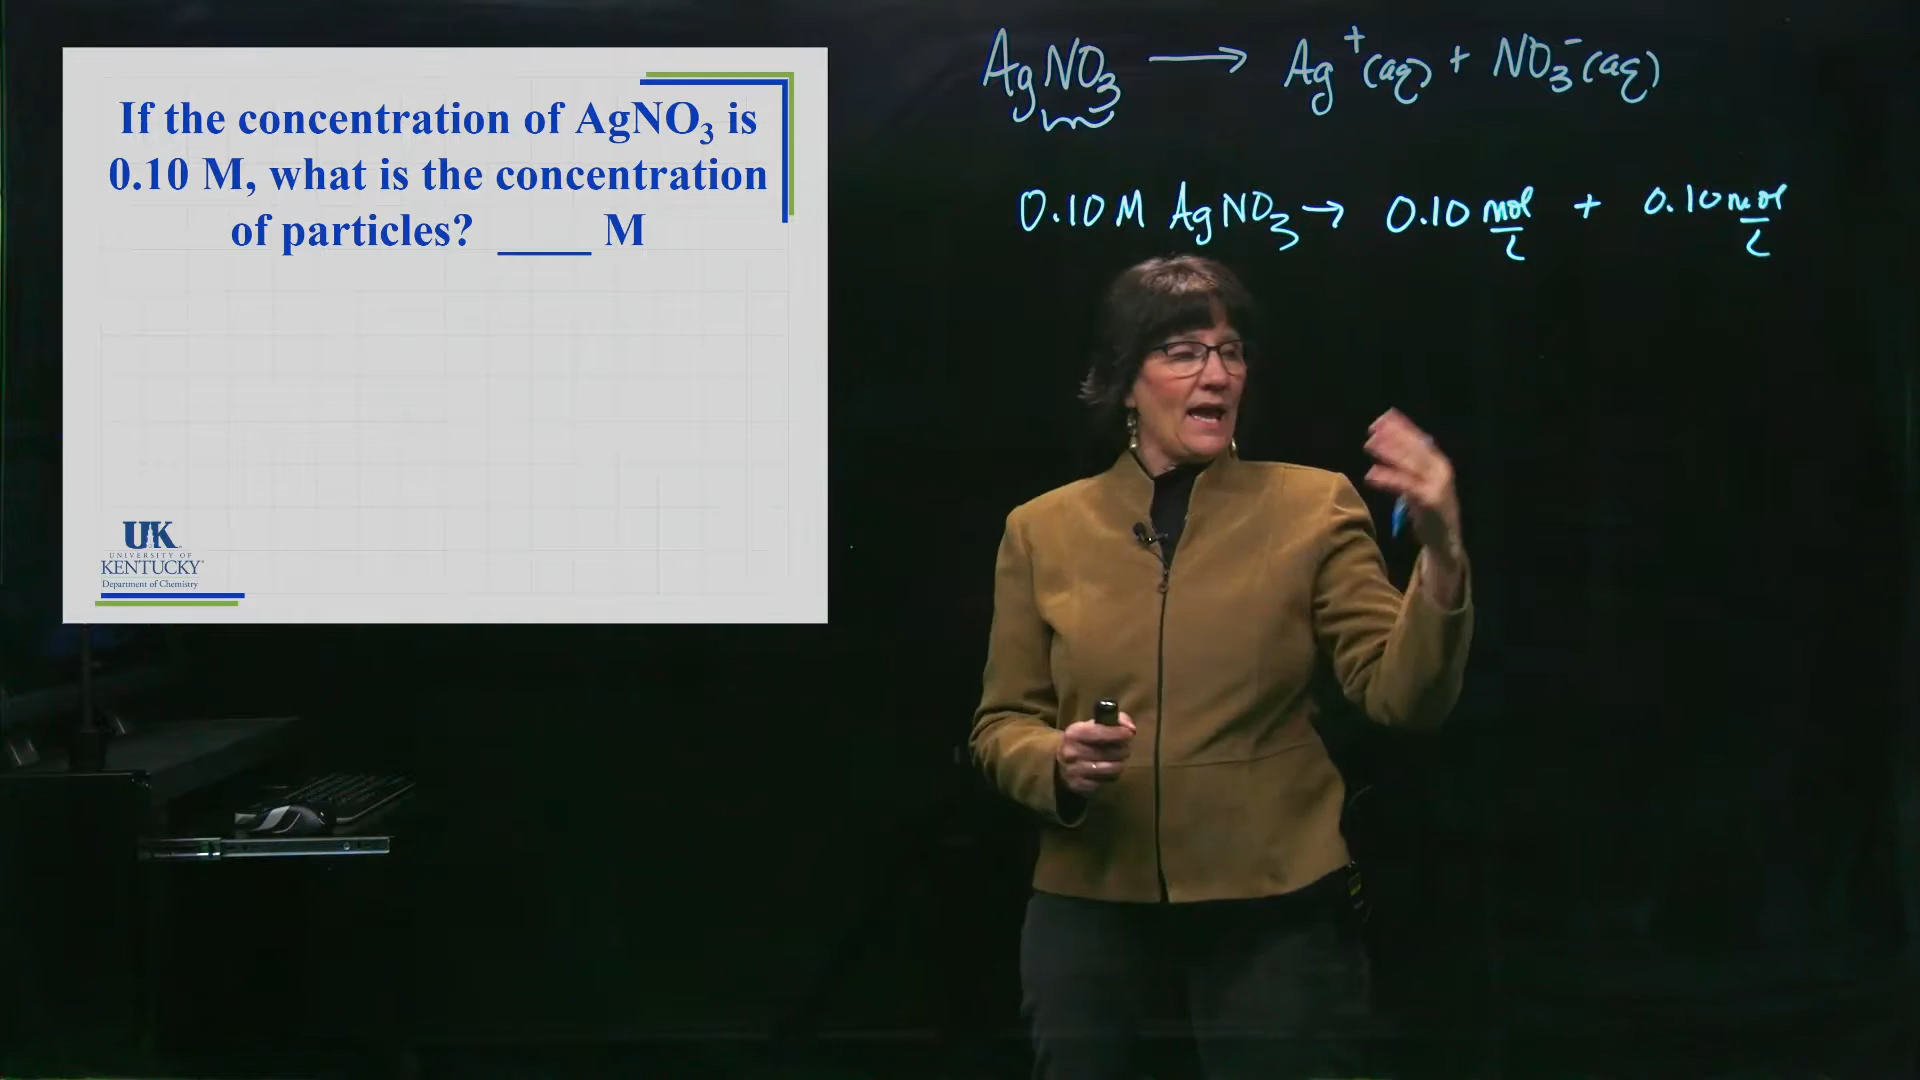 If the concentration of AgNO₃ is
0.10 M, what is the concentration
of particles? ____ M
UK
UNIVERSITY OF
KENTUCKY
Department of Chemistry
AgNO₃ → Ag⁺(aq) + NO₃⁻(aq)
0.10 M AgNO₃ → 0.10 mol/L + 0.10 mol/L